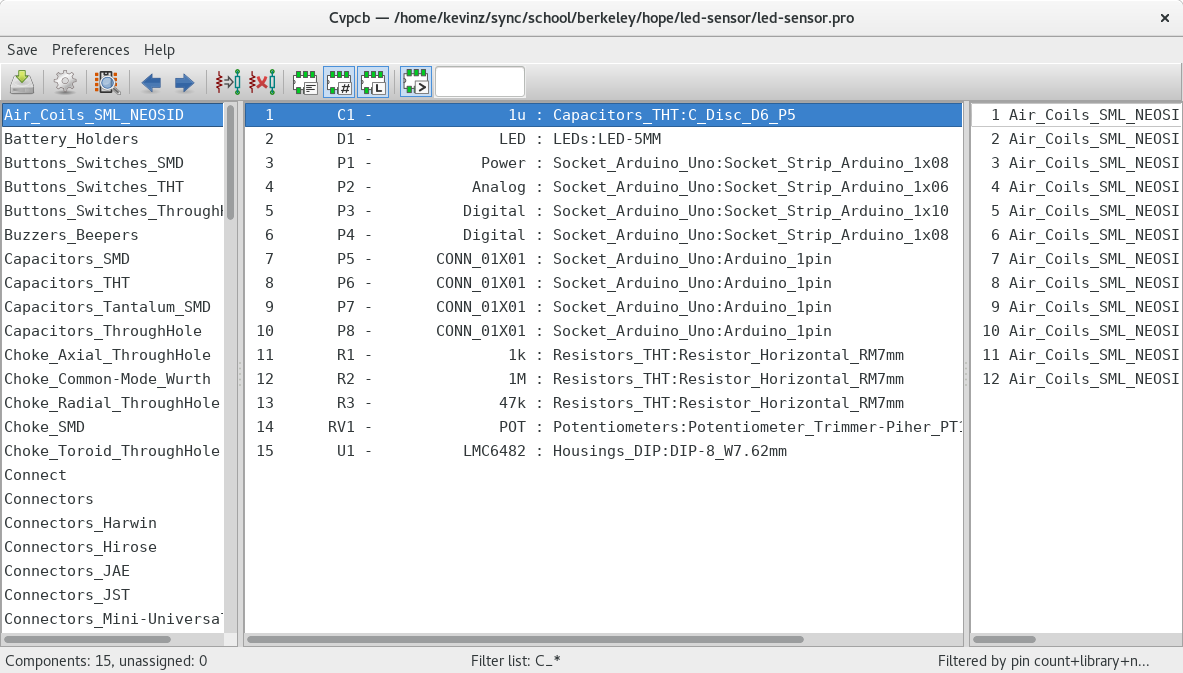 Cvpcb — /home/kevinz/sync/school/berkeley/hope/led-sensor/led-sensor.pro
Save Preferences Help
Air_Coils_SML_NEOSID
Battery_Holders
Buttons_Switches_SMD
Buttons_Switches_THT
Buttons_Switches_Through
Buzzers_Beepers
Capacitors_SMD
Capacitors_THT
Capacitors_Tantalum_SMD
Capacitors_ThroughHole
Choke_Axial_ThroughHole
Choke_Common-Mode_Wurth
Choke_Radial_ThroughHole
Choke_SMD
Choke_Toroid_ThroughHole
Connect
Connectors
Connectors_Harwin
Connectors_Hirose
Connectors_JAE
Connectors_JST
Connectors_Mini-Universa
1 C1 - 1u : Capacitors_THT:C_Disc_D6_P5
2 D1 - LED : LEDs:LED-5MM
3 P1 - Power : Socket_Arduino_Uno:Socket_Strip_Arduino_1x08
4 P2 - Analog : Socket_Arduino_Uno:Socket_Strip_Arduino_1x06
5 P3 - Digital : Socket_Arduino_Uno:Socket_Strip_Arduino_1x10
6 P4 - Digital : Socket_Arduino_Uno:Socket_Strip_Arduino_1x08
7 P5 - CONN_01X01 : Socket_Arduino_Uno:Arduino_1pin
8 P6 - CONN_01X01 : Socket_Arduino_Uno:Arduino_1pin
9 P7 - CONN_01X01 : Socket_Arduino_Uno:Arduino_1pin
10 P8 - CONN_01X01 : Socket_Arduino_Uno:Arduino_1pin
11 R1 - 1k : Resistors_THT:Resistor_Horizontal_RM7mm
12 R2 - 1M : Resistors_THT:Resistor_Horizontal_RM7mm
13 R3 - 47k : Resistors_THT:Resistor_Horizontal_RM7mm
14 RV1 - POT : Potentiometers:Potentiometer_Trimmer-Piher_PT1
15 U1 - LMC6482 : Housings_DIP:DIP-8_W7.62mm
1 Air_Coils_SML_NEOSI
2 Air_Coils_SML_NEOSI
3 Air_Coils_SML_NEOSI
4 Air_Coils_SML_NEOSI
5 Air_Coils_SML_NEOSI
6 Air_Coils_SML_NEOSI
7 Air_Coils_SML_NEOSI
8 Air_Coils_SML_NEOSI
9 Air_Coils_SML_NEOSI
10 Air_Coils_SML_NEOSI
11 Air_Coils_SML_NEOSI
12 Air_Coils_SML_NEOSI
Components: 15, unassigned: 0
Filter list: C_*
Filtered by pin count+library+n...